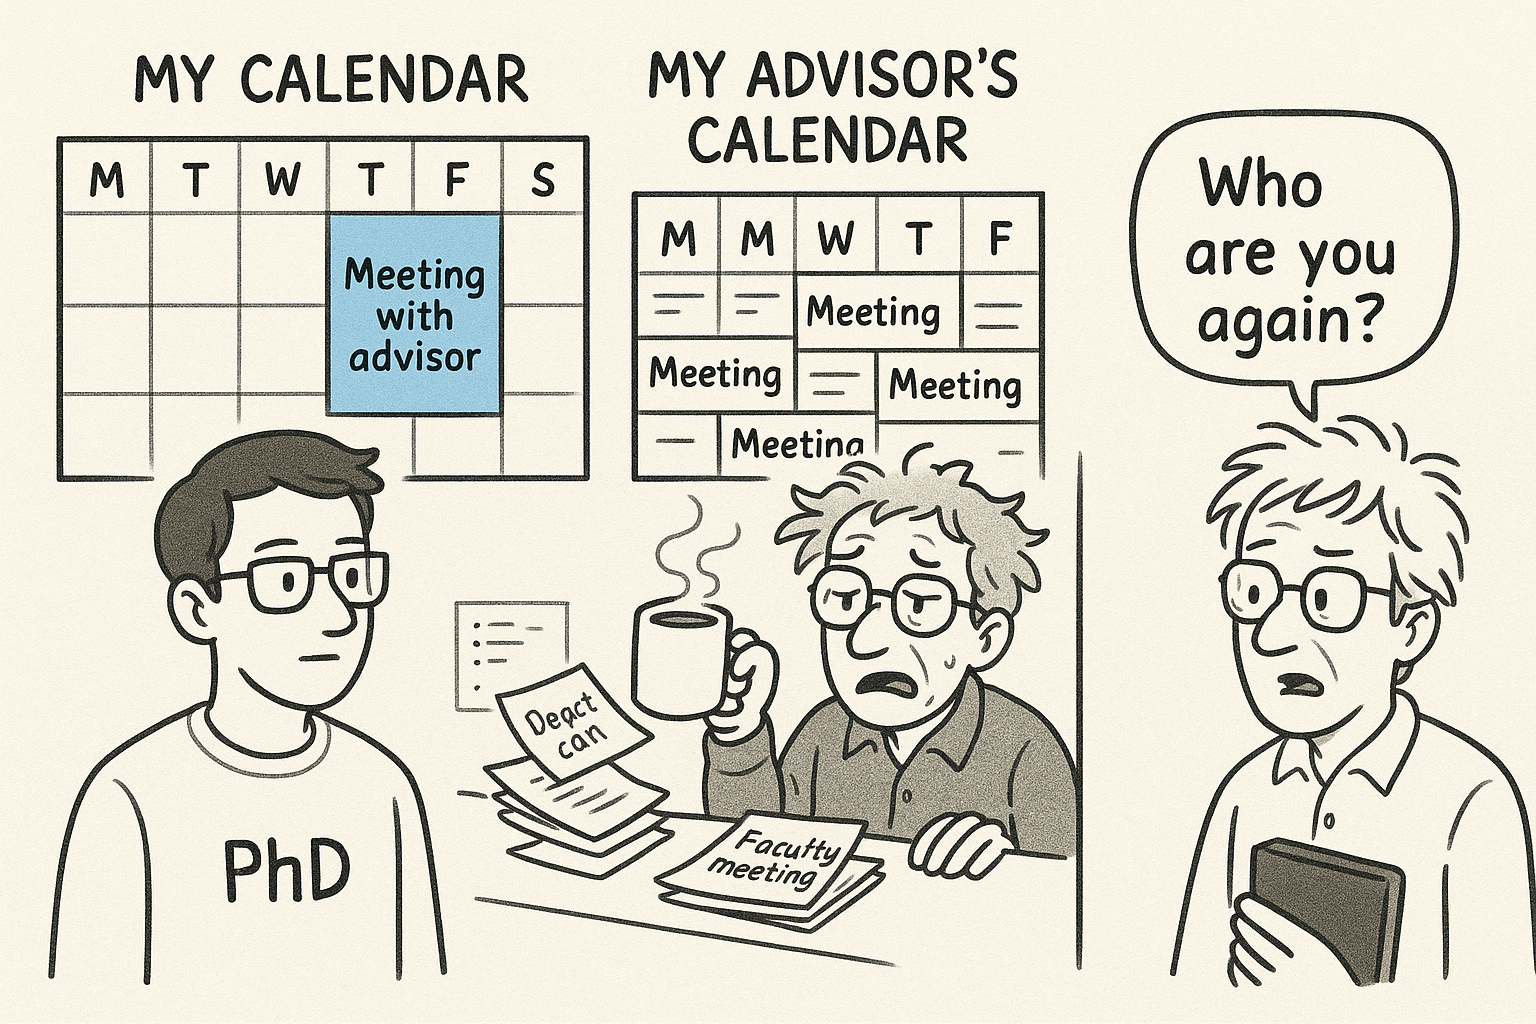 MY CALENDAR
M T W T F S
Meeting
with
advisor
MY ADVISOR'S
CALENDAR
M M W T F
Meeting
Meeting
Meeting
Meeting
Who
are you
again?
PhD
can
Faculty
meeting